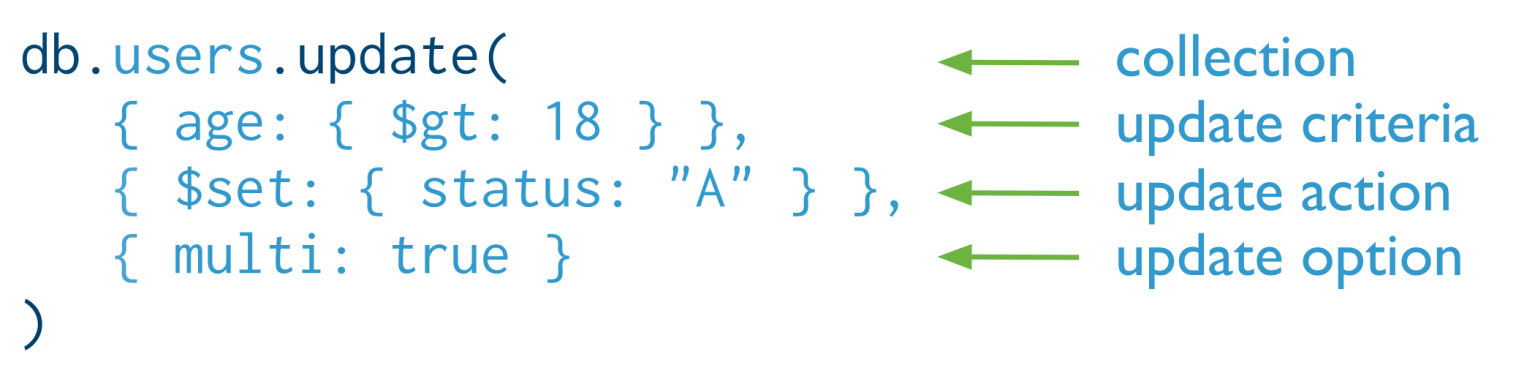 db.users.update( collection
{ age: { $gt: 18 } }, update criteria
{ $set: { status: "A" } }, update action
{ multi: true } update option
)